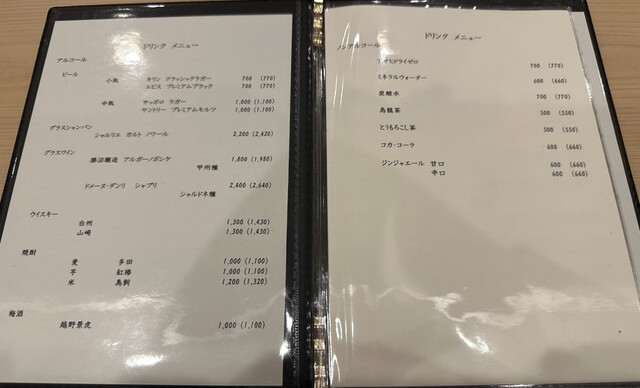 ドリンク メニュー
アルコール
ビール 小瓶 キリン クラシックラガー 700 (770)
エビス プレミアムブラック 700 (770)
中瓶 サッポロ ラガー 1,000 (1,100)
サントリー プレミアムモルツ 1,000 (1,100)
グラスシャンパン
シャルリエ カルト ノワール 2,200 (2,420)
グラスワイン
勝沼醸造 アルガーノボシケ 1,800 (1,980)
甲州種
ドメーヌ・ダンリ シャブリ 2,400 (2,640)
シャルドネ種
ウイスキー
白州 1,300 (1,430)
山崎 1,300 (1,430)
焼酎
麦 多田 1,000 (1,100)
芋 紅椿 1,000 (1,100)
米 鳥飼 1,200 (1,320)
梅酒
越野景虎 1,000 (1,100)
ドリンク メニュー
ノンアルコール
アサヒドライゼロ 700 (770)
ミネラルウォーター 600 (660)
炭酸水 700 (770)
烏龍茶 500 (550)
とうもろこし茶 500 (550)
コカ・コーラ 600 (660)
ジンジャエール 甘口 600 (660)
辛口 600 (660)